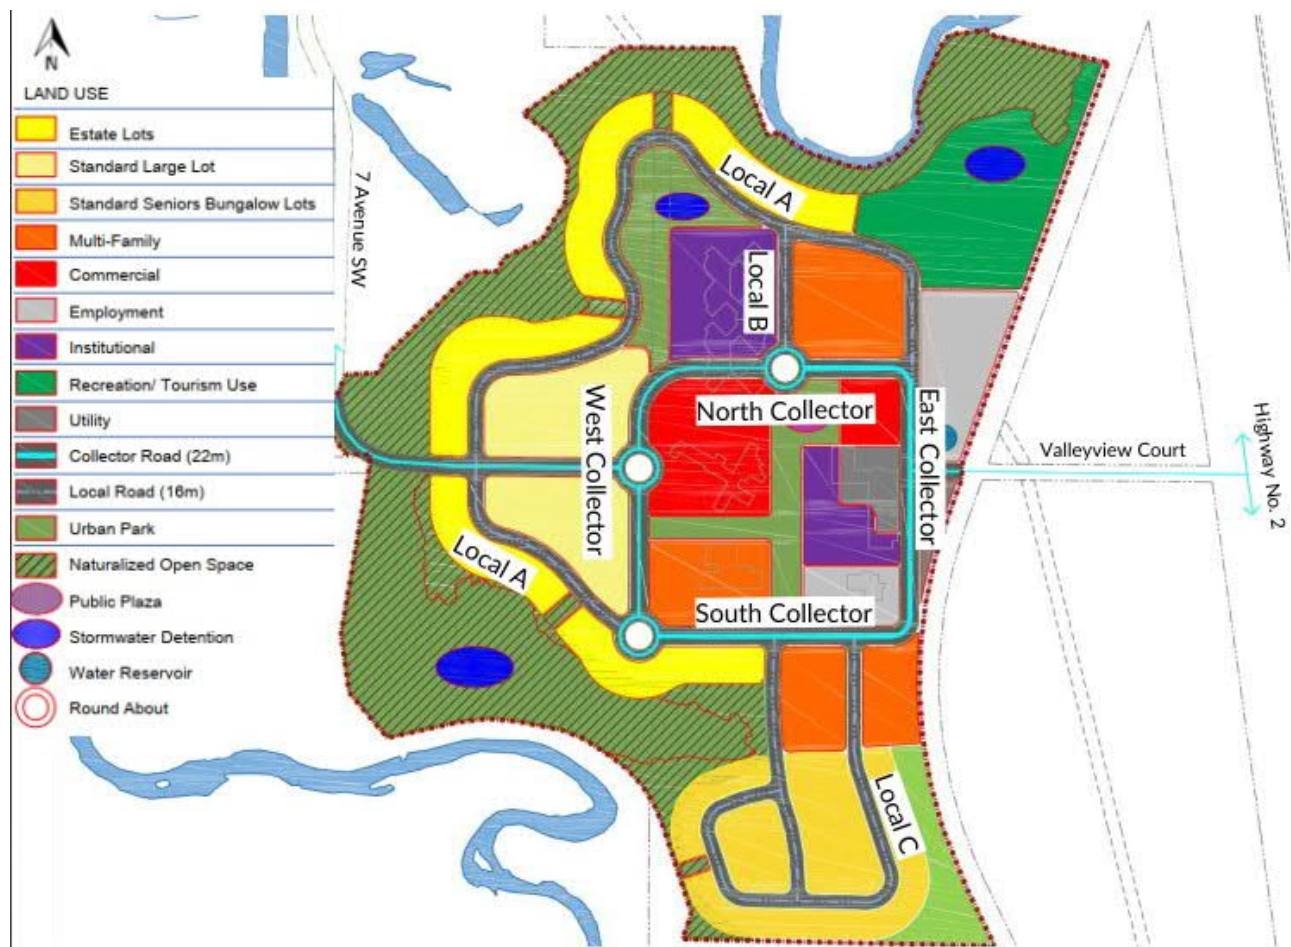 N
LAND USE
Estate Lots
Standard Large Lot
Standard Seniors Bungalow Lots
Multi-Family
Commercial
Employment
Institutional
Recreation/ Tourism Use
Utility
Collector Road (22m)
Local Road (16m)
Urban Park
Naturalized Open Space
Public Plaza
Stormwater Detention
Water Reservoir
Round About
7 Avenue SW
Local A
Local B
North Collector
West Collector
East Collector
Valleyview Court
Highway No. 2
Local A
South Collector
Local C